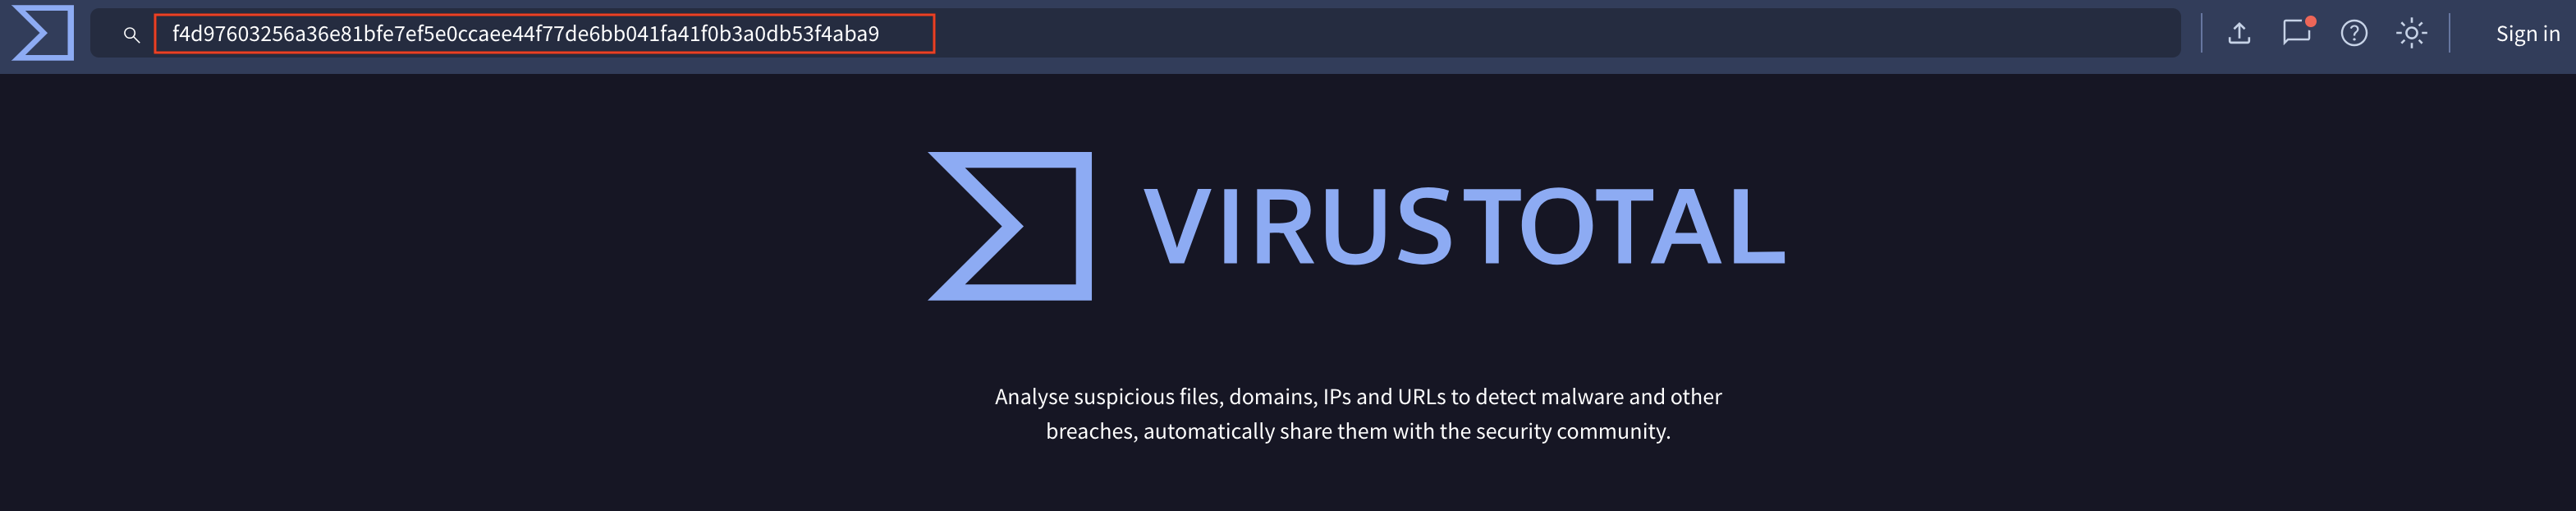 f4d97603256a36e81bfe7ef5e0ccaee44f77de6bb041fa41f0b3a0db53f4aba9
Sign in
VIRUSTOTAL
Analyse suspicious files, domains, IPs and URLs to detect malware and other
breaches, automatically share them with the security community.